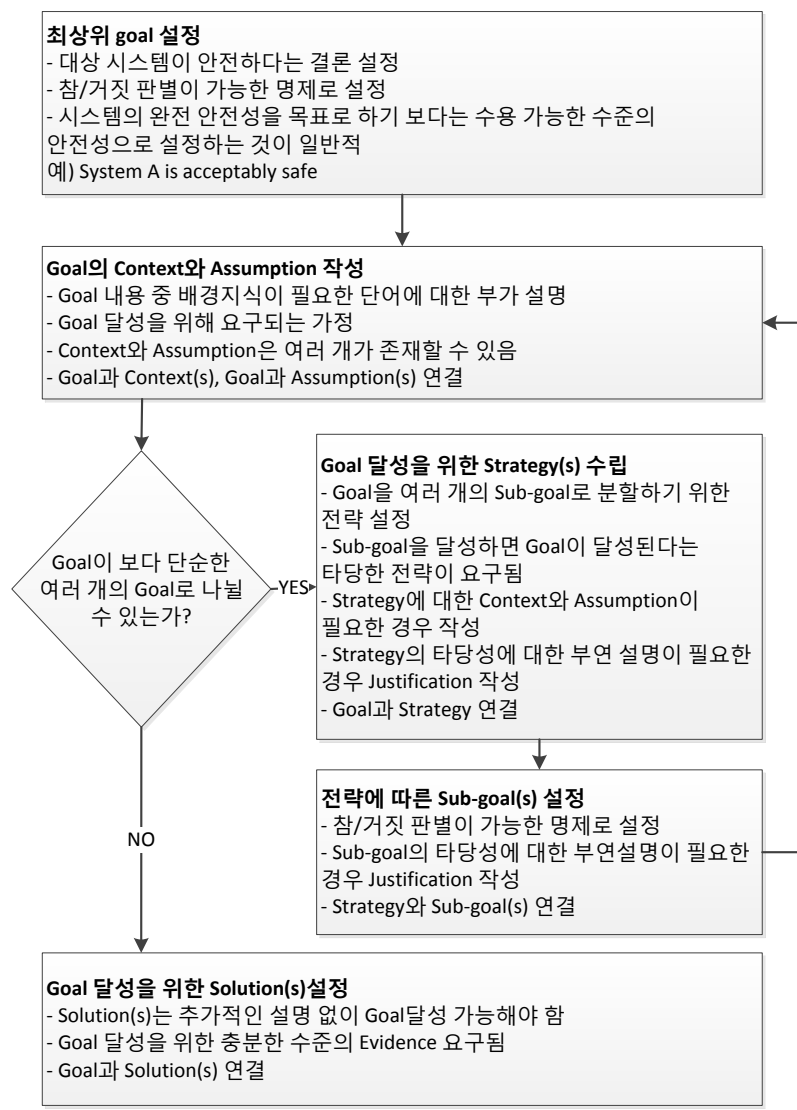 최상위 goal 설정
- 대상 시스템이 안전하다는 결론 설정
- 참/거짓 판별이 가능한 명제로 설정
- 시스템의 완전 안전성을 목표로 하기 보다는 수용 가능한 수준의
안전성으로 설정하는 것이 일반적
예) System A is acceptably safe
Goal의 Context와 Assumption 작성
- Goal 내용 중 배경지식이 필요한 단어에 대한 부가 설명
- Goal 달성을 위해 요구되는 가정
- Context와 Assumption은 여러 개가 존재할 수 있음
- Goal과 Context(s), Goal과 Assumption(s) 연결
Goal이 보다 단순한
여러 개의 Goal로 나뉠
수 있는가?
YES
Goal 달성을 위한 Strategy(s) 수립
- Goal을 여러 개의 Sub-goal로 분할하기 위한
전략 설정
- Sub-goal을 달성하면 Goal이 달성된다는
타당한 전략이 요구됨
- Strategy에 대한 Context와 Assumption이
필요한 경우 작성
- Strategy의 타당성에 대한 부연 설명이 필요한
경우 Justification 작성
- Goal과 Strategy 연결
전략에 따른 Sub-goal(s) 설정
- 참/거짓 판별이 가능한 명제로 설정
- Sub-goal의 타당성에 대한 부연설명이 필요한
경우 Justification 작성
- Strategy와 Sub-goal(s) 연결
NO
Goal 달성을 위한 Solution(s)설정
- Solution(s)는 추가적인 설명 없이 Goal달성 가능해야 함
- Goal 달성을 위한 충분한 수준의 Evidence 요구됨
- Goal과 Solution(s) 연결